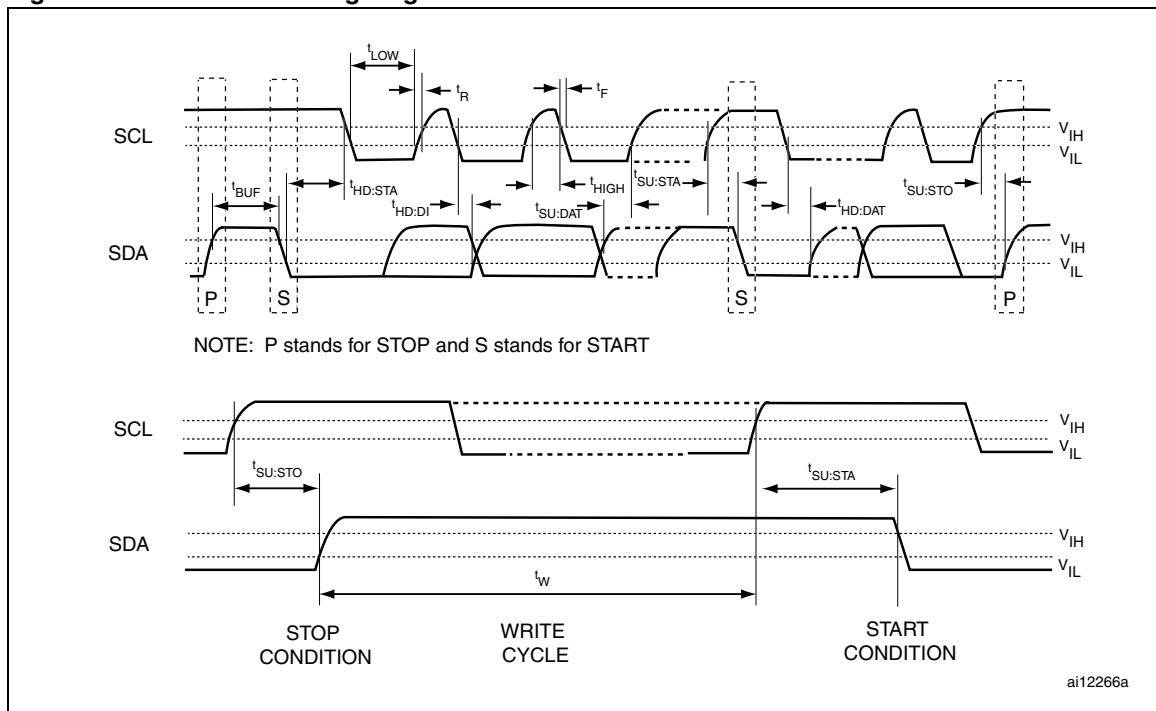 tLOW
tR
tF
SCL
VIH
VIL
tBUF
tHD:STA
tHD:DI
tHIGH
tSU:DAT
tSU:STA
tHD:DAT
tSU:STO
SDA
VIH
VIL
P
S
S
P
NOTE: P stands for STOP and S stands for START
SCL
VIH
VIL
tSU:STO
tSU:STA
SDA
VIH
VIL
tW
STOP
CONDITION
WRITE
CYCLE
START
CONDITION
ai12266a